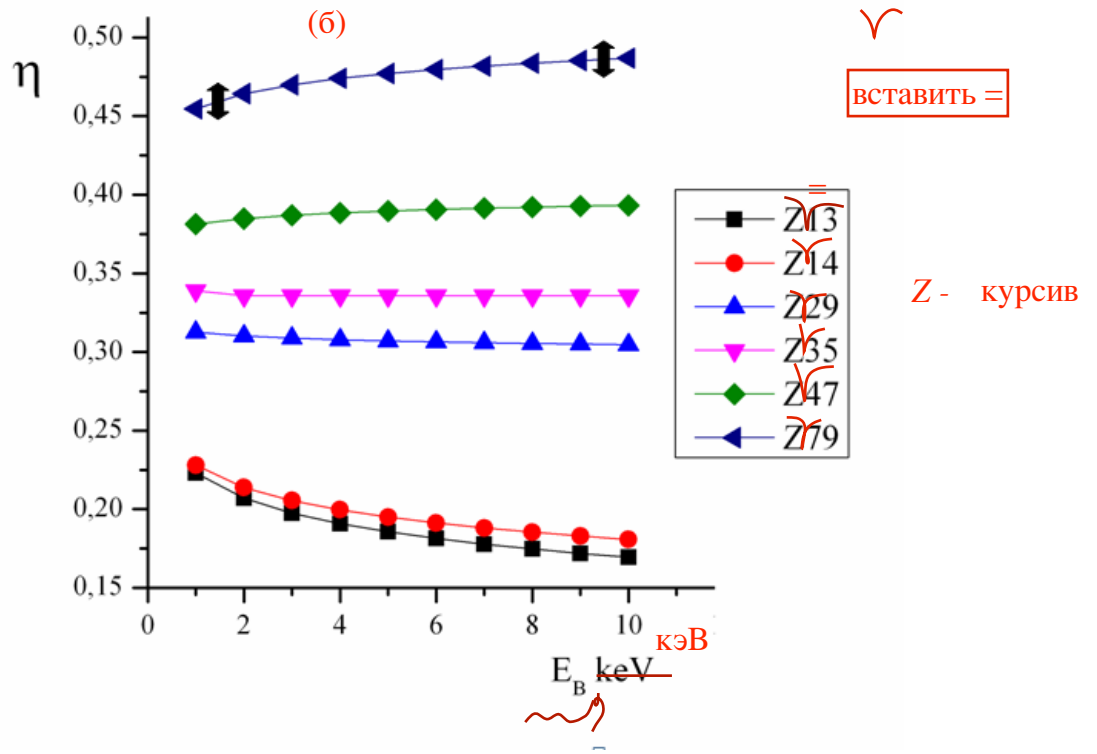 (б)
η
0,50
0,45
0,40
0,35
0,30
0,25
0,20
0,15
0 2 4 6 8 10
кэВ
E_B keV
вставить =
=
Z13
Z14
Z29
Z35
Z47
Z79
Z - курсив